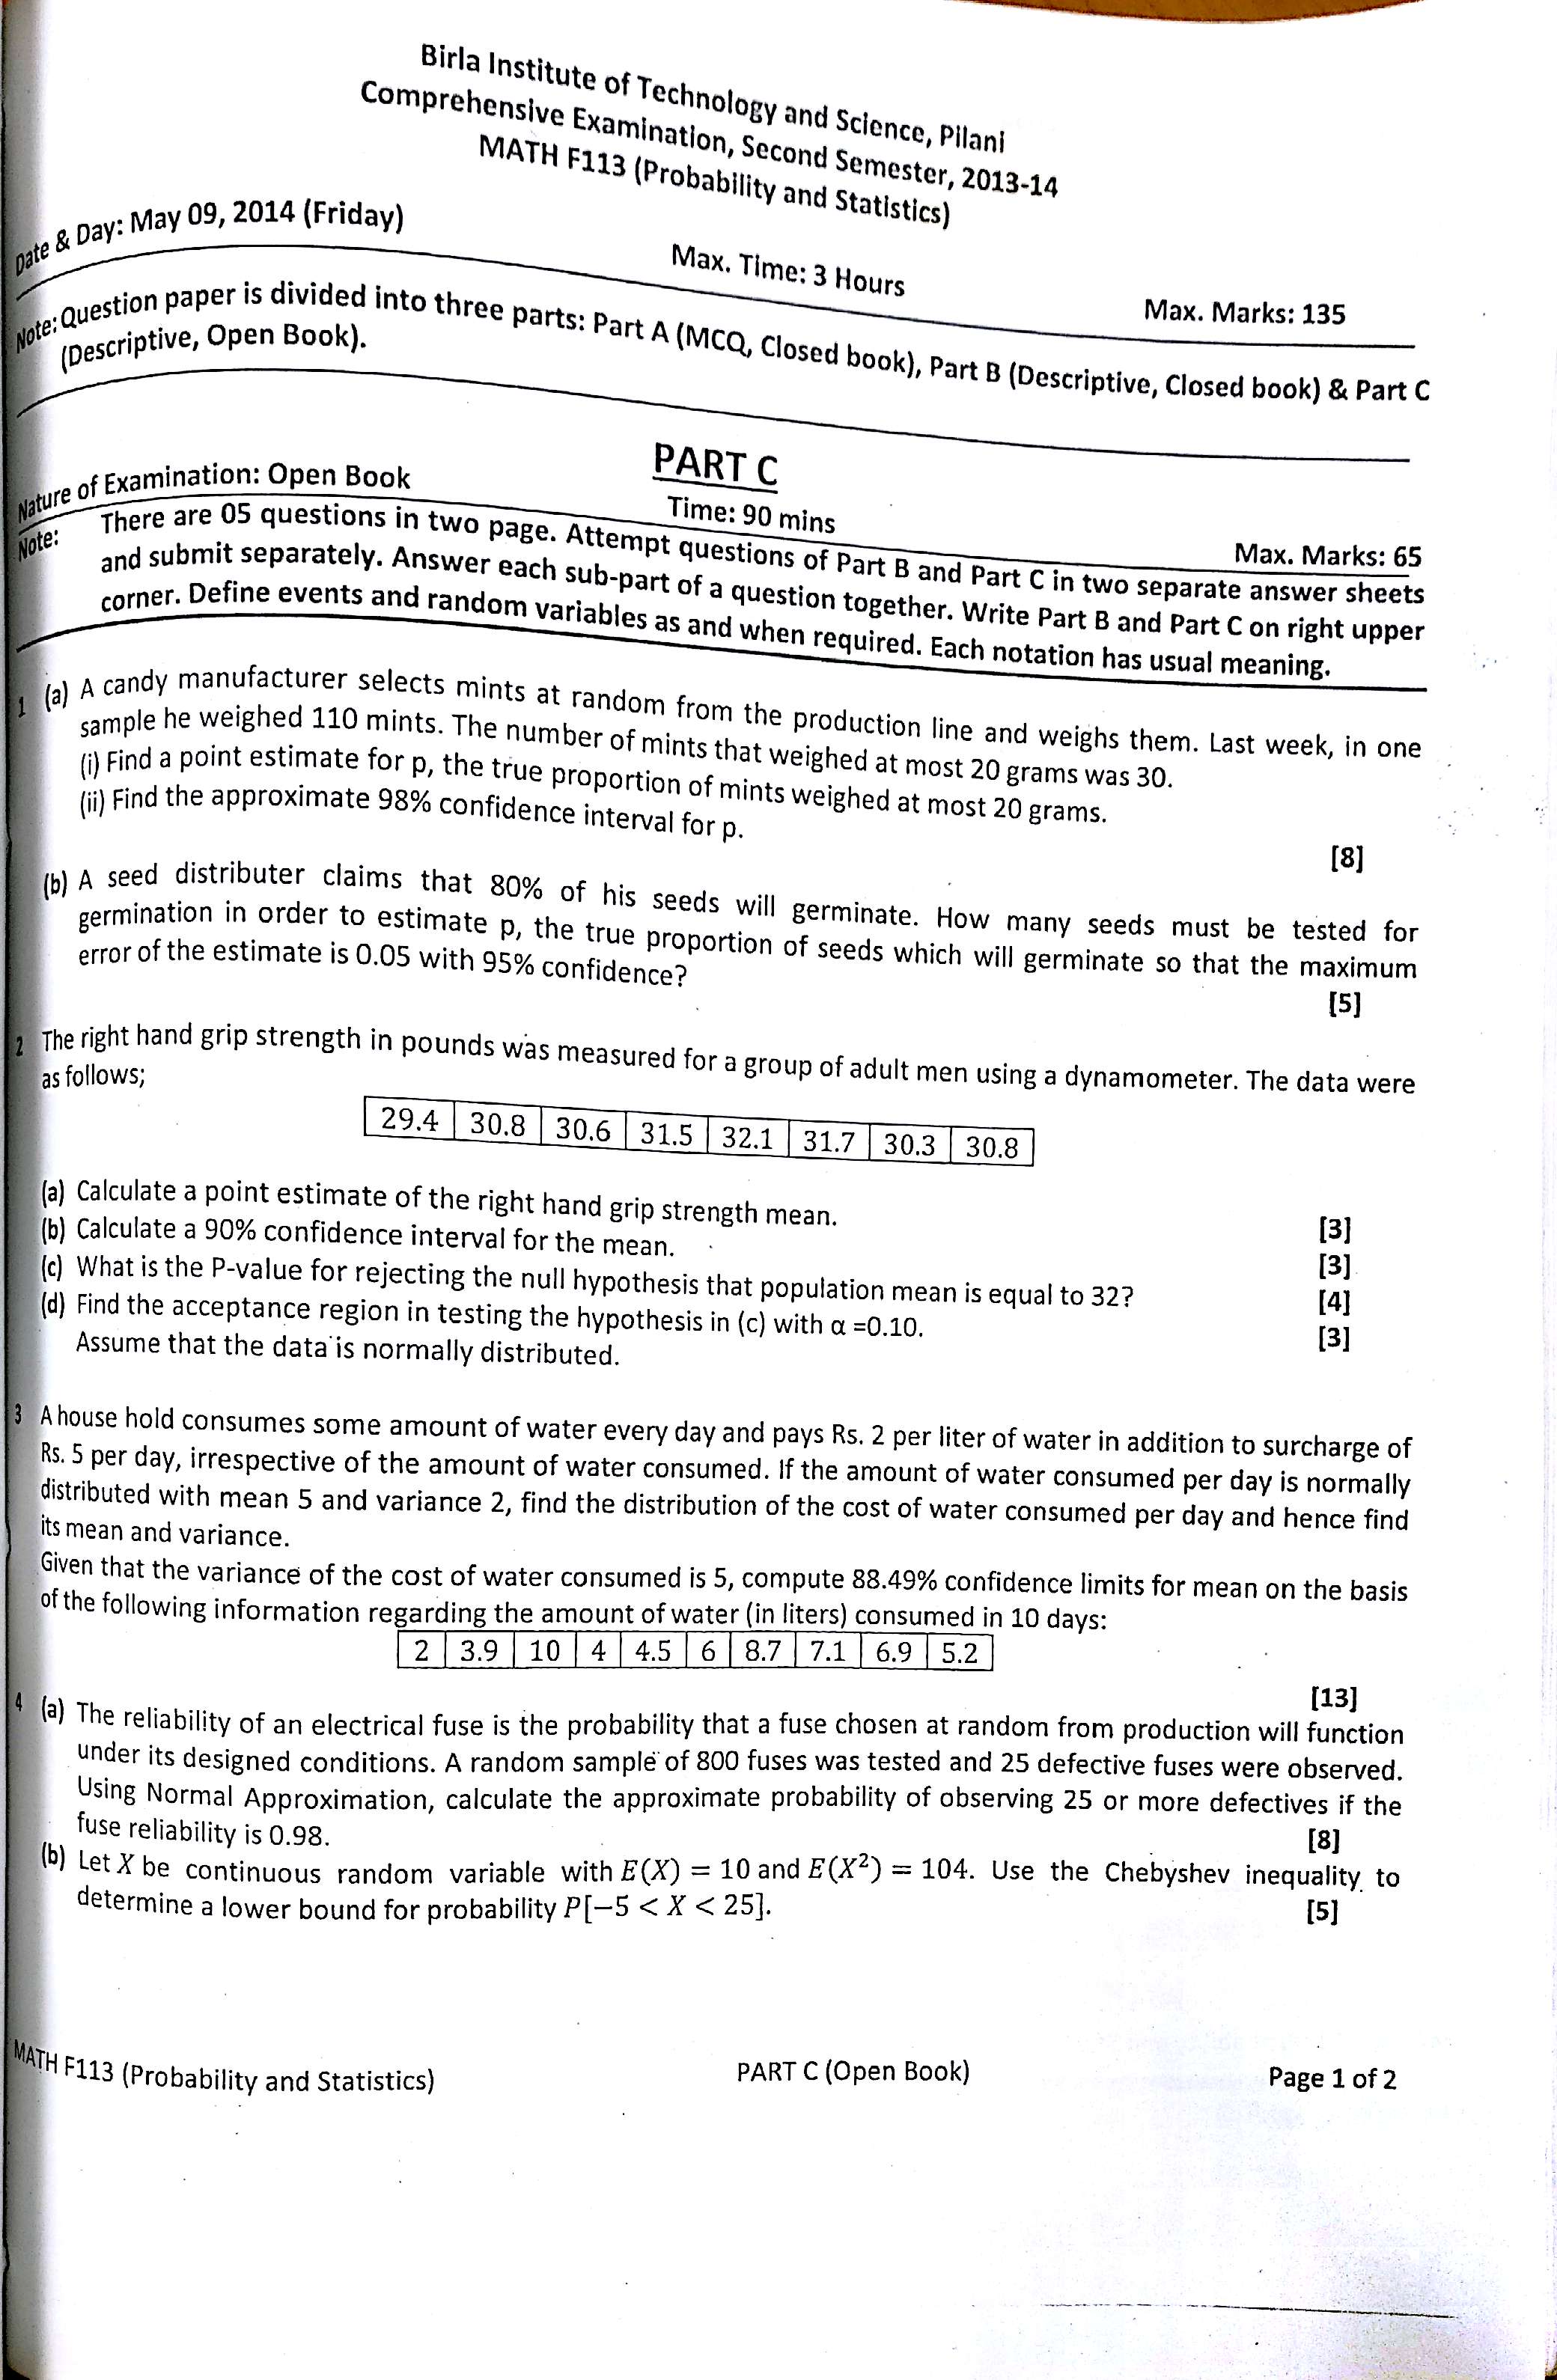 Birla Institute of Technology and Science, Pilani
Comprehensive Examination, Second Semester, 2013-14
MATH F113 (Probability and Statistics)
Date & Day: May 09, 2014 (Friday)
Max. Time: 3 Hours
Max. Marks: 135
Note: Question paper is divided into three parts: Part A (MCQ, Closed book), Part B (Descriptive, Closed book) & Part C
(Descriptive, Open Book).
PART C
Nature of Examination: Open Book
Time: 90 mins
Max. Marks: 65
Note: There are 05 questions in two page. Attempt questions of Part B and Part C in two separate answer sheets
and submit separately. Answer each sub-part of a question together. Write Part B and Part C on right upper
corner. Define events and random variables as and when required. Each notation has usual meaning.
1 (a) A candy manufacturer selects mints at random from the production line and weighs them. Last week, in one
sample he weighed 110 mints. The number of mints that weighed at most 20 grams was 30.
(i) Find a point estimate for p, the true proportion of mints weighed at most 20 grams.
(ii) Find the approximate 98% confidence interval for p.
[8]
(b) A seed distributer claims that 80% of his seeds will germinate. How many seeds must be tested for
germination in order to estimate p, the true proportion of seeds which will germinate so that the maximum
error of the estimate is 0.05 with 95% confidence?
[5]
2 The right hand grip strength in pounds was measured for a group of adult men using a dynamometer. The data were
as follows;
29.4 30.8 30.6 31.5 32.1 31.7 30.3 30.8
(a) Calculate a point estimate of the right hand grip strength mean. [3]
(b) Calculate a 90% confidence interval for the mean. [3]
(c) What is the P-value for rejecting the null hypothesis that population mean is equal to 32? [4]
(d) Find the acceptance region in testing the hypothesis in (c) with α =0.10. [3]
Assume that the data is normally distributed.
3 A house hold consumes some amount of water every day and pays Rs. 2 per liter of water in addition to surcharge of
Rs. 5 per day, irrespective of the amount of water consumed. If the amount of water consumed per day is normally
distributed with mean 5 and variance 2, find the distribution of the cost of water consumed per day and hence find
its mean and variance.
Given that the variance of the cost of water consumed is 5, compute 88.49% confidence limits for mean on the basis
of the following information regarding the amount of water (in liters) consumed in 10 days:
2 3.9 10 4 4.5 6 8.7 7.1 6.9 5.2
[13]
4 (a) The reliability of an electrical fuse is the probability that a fuse chosen at random from production will function
under its designed conditions. A random sample of 800 fuses was tested and 25 defective fuses were observed.
Using Normal Approximation, calculate the approximate probability of observing 25 or more defectives if the
fuse reliability is 0.98. [8]
(b) Let X be continuous random variable with E(X) = 10 and E(X²) = 104. Use the Chebyshev inequality to
determine a lower bound for probability P[−5 < X < 25]. [5]
MATH F113 (Probability and Statistics)
PART C (Open Book)
Page 1 of 2